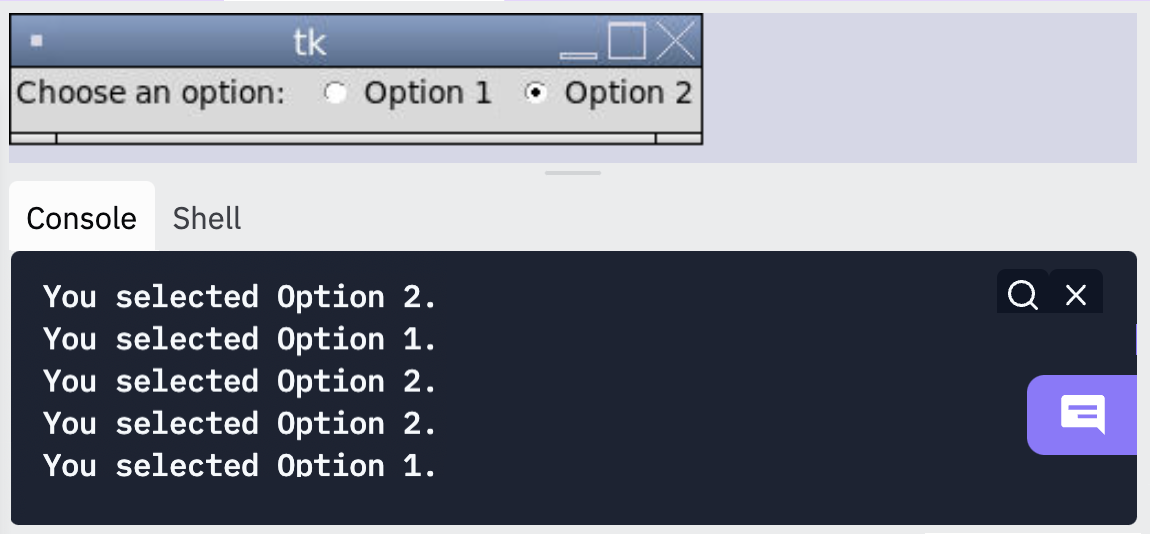 tk
Choose an option: Option 1 Option 2
Console Shell
You selected Option 2.
You selected Option 1.
You selected Option 2.
You selected Option 2.
You selected Option 1.